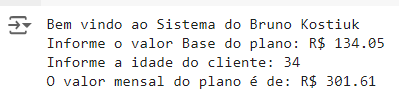 Bem vindo ao Sistema do Bruno Kostiuk
Informe o valor Base do plano: R$ 134.05
Informe a idade do cliente: 34
O valor mensal do plano é de: R$ 301.61